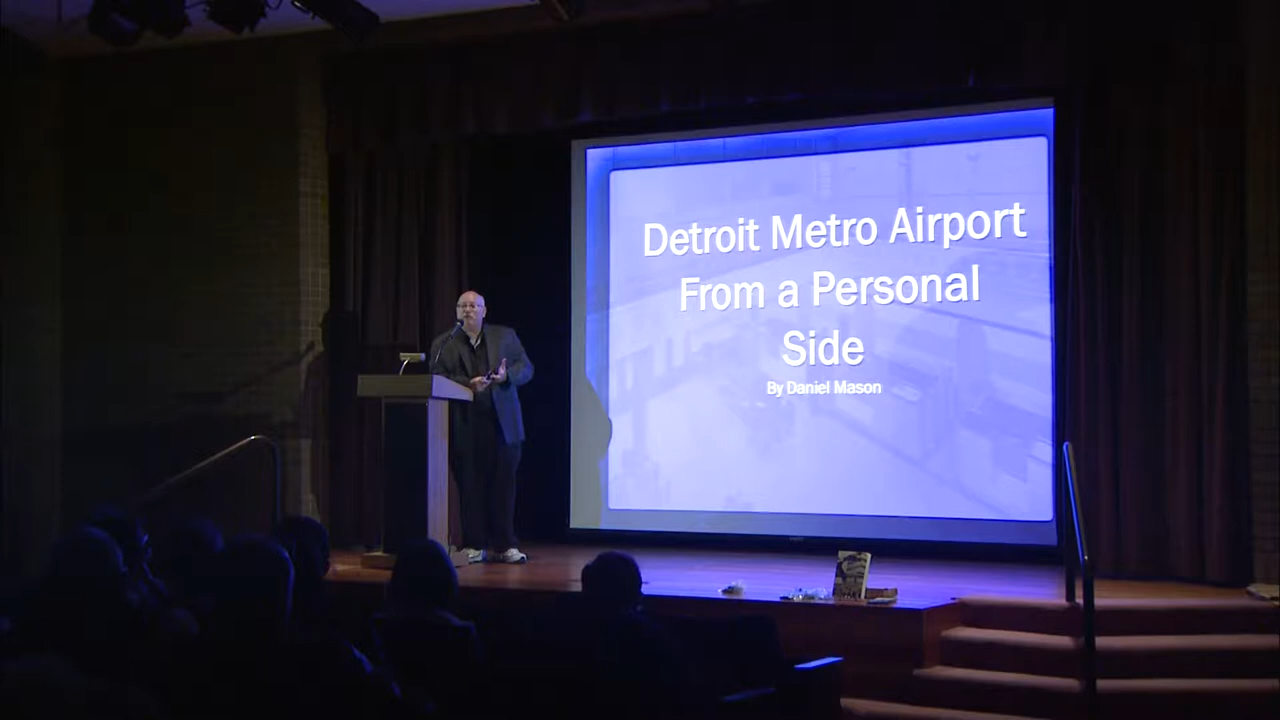 Detroit Metro Airport
From a Personal
Side
By Daniel Mason